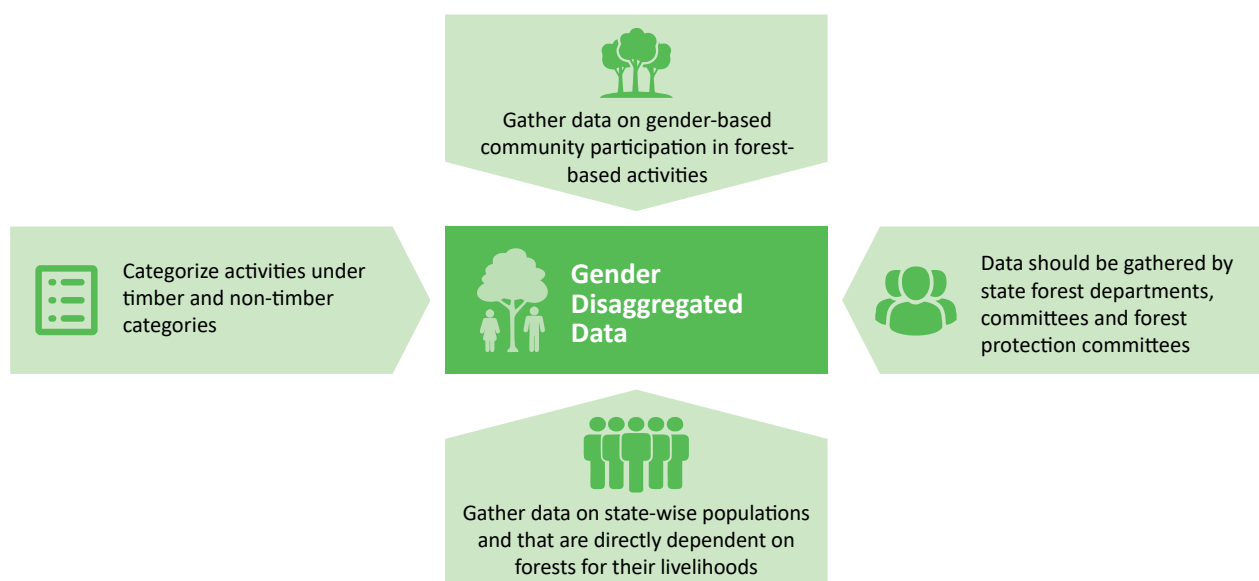 Gather data on gender-based
community participation in forest-
based activities
Categorize activities under
timber and non-timber
categories
Gender
Disaggregated
Data
Data should be gathered by
state forest departments,
committees and forest
protection committees
Gather data on state-wise populations
and that are directly dependent on
forests for their livelihoods